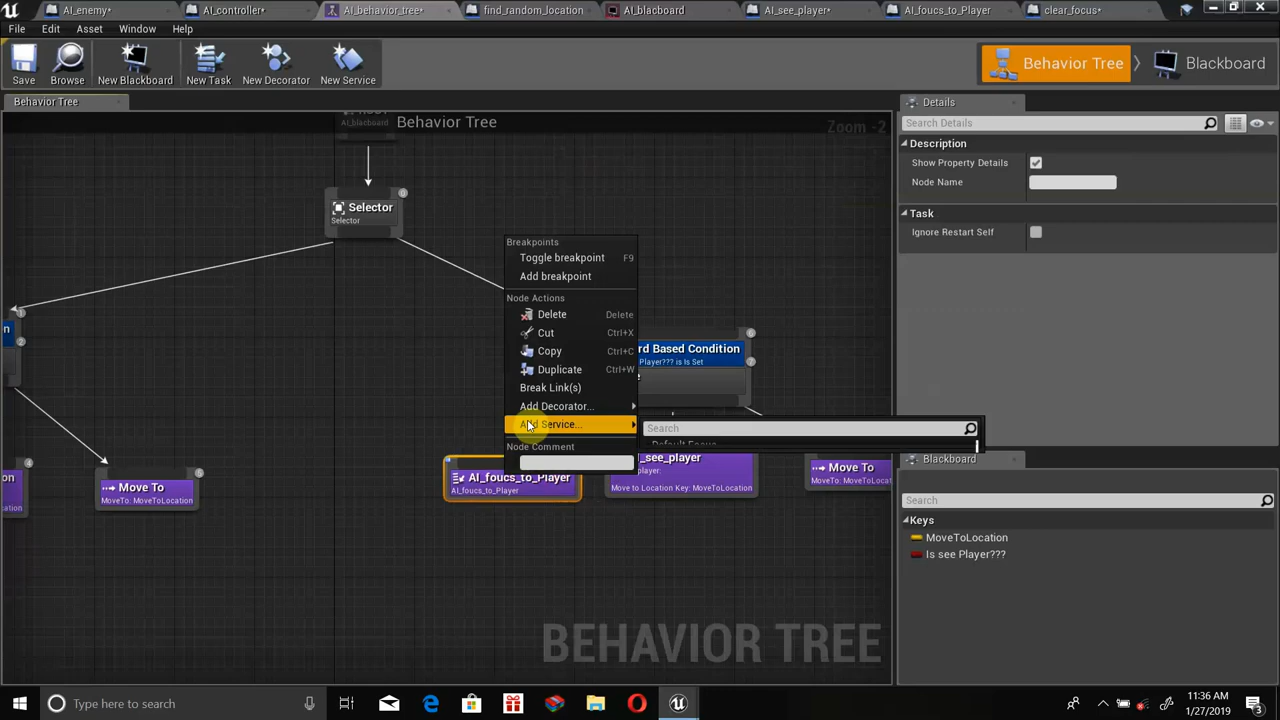 AI_enemy*
AI_controller*
AI_behavior_tree*
find_random_location
AI_blacboard
AI_see_player*
AI_foucs_to_Player
clear_focus*
File Edit Asset Window Help
Save
Browse
New Blackboard
New Task
New Decorator
New Service
Behavior Tree
Blackboard
Behavior Tree
Details
AI_blacboard
Behavior Tree
Zoom -2
Search Details
Description
Show Property Details
Node Name
Task
Ignore Restart Self
Selector
Selector
Breakpoints
Toggle breakpoint F9
Add breakpoint
Node Actions
Delete Delete
Cut Ctrl+X
Copy Ctrl+C
Duplicate Ctrl+W
Break Link(s)
Add Decorator...
Service...
Node Comment
Search
Default Focus
rd Based Condition
Player??? is Is Set
Move To
MoveTo: MoveToLocation
AI_foucs_to_Player
AI_foucs_to_Player
_see_player
player:
Move to Location Key: MoveToLocation
Move To
MoveTo: MoveToLocation
Blackboard
Search
Keys
MoveToLocation
Is see Player???
BEHAVIOR TREE
Type here to search
11:36 AM
1/27/2019